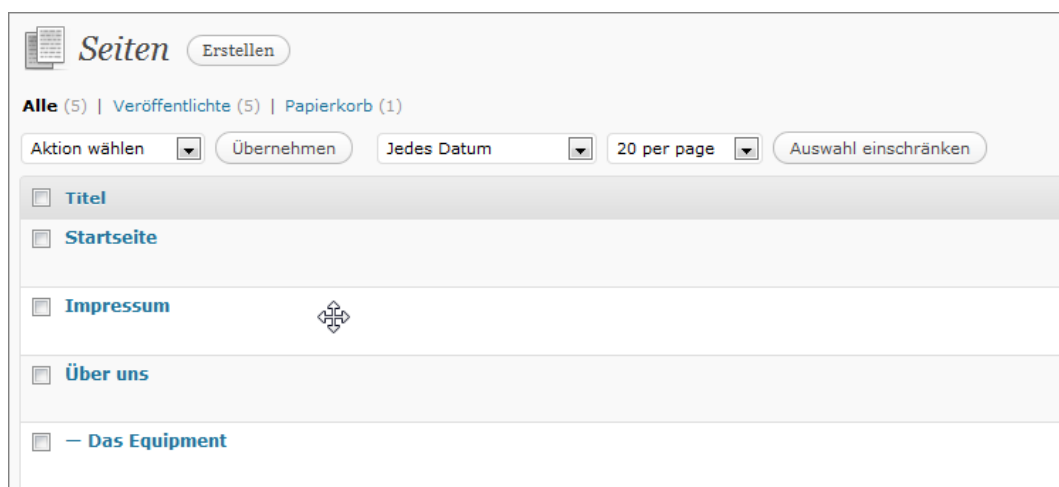 Seiten Erstellen
Alle (5) | Veröffentlichte (5) | Papierkorb (1)
Aktion wählen Übernehmen Jedes Datum 20 per page Auswahl einschränken
Titel
Startseite
Impressum
Über uns
— Das Equipment